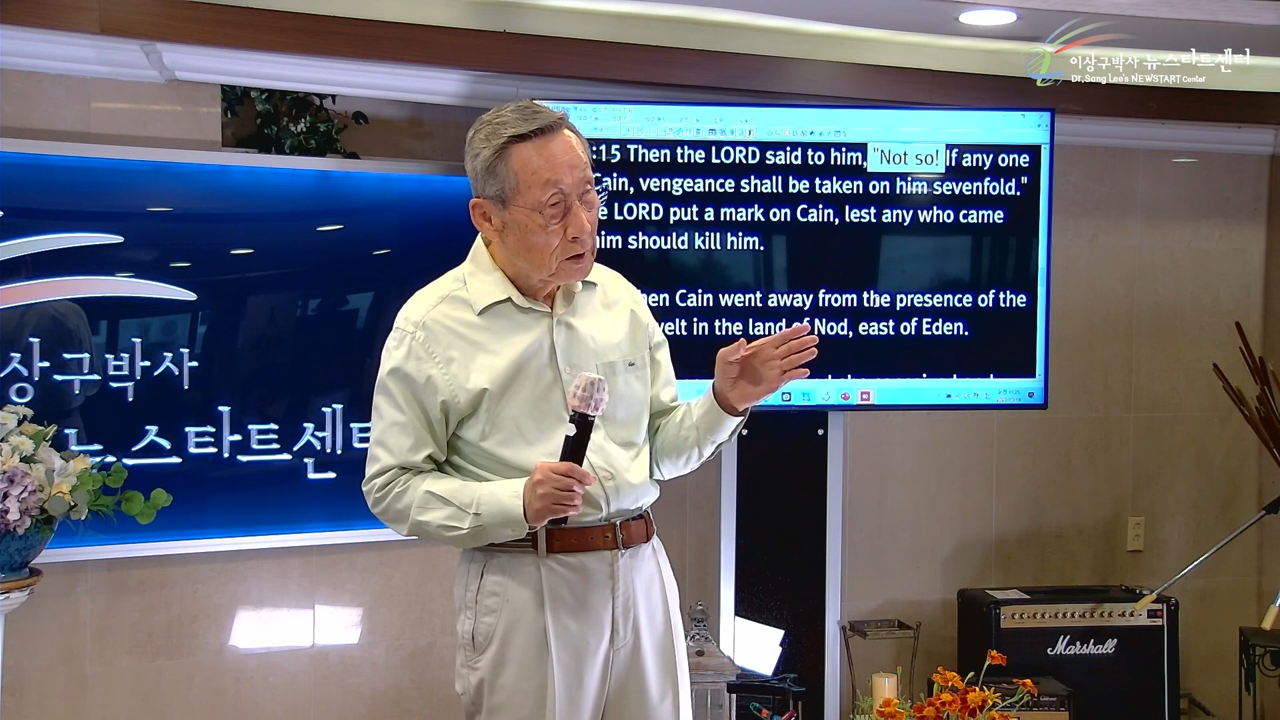 이상구박사 뉴스타트센터
Dr. Sang Lee's NEWSTART Center
:15 Then the LORD said to him, "Not so! If any one
Cain, vengeance shall be taken on him sevenfold."
LORD put a mark on Cain, lest any who came
him should kill him.
Cain went away from the presence of the
in the land of Nod, east of Eden.
상구박사
뉴스타트센터
Marshall